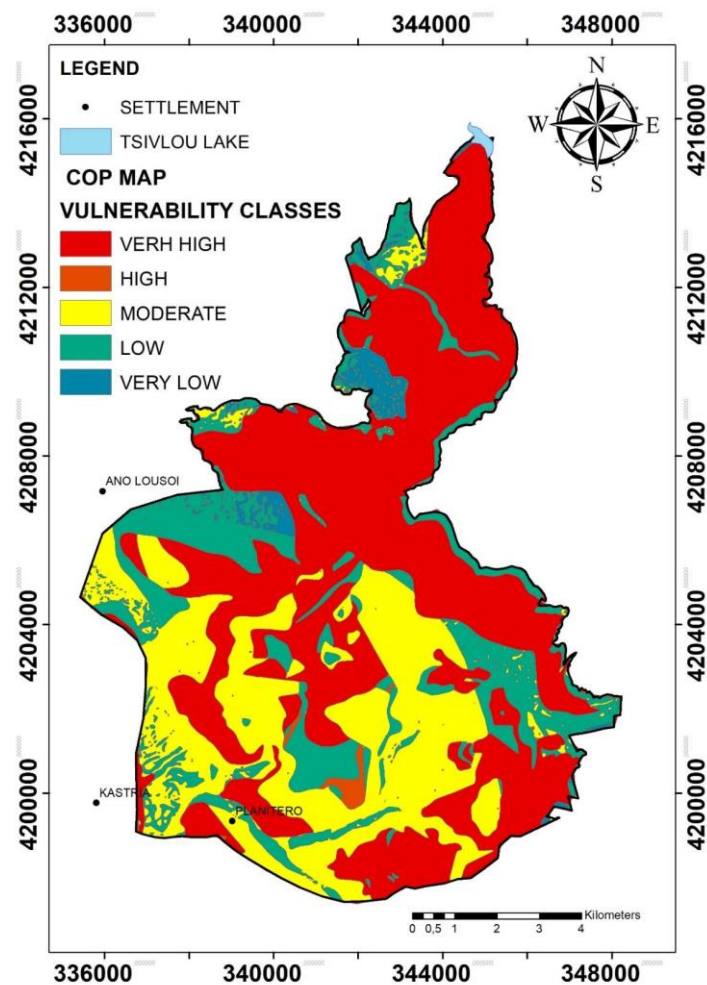 336000 340000 344000 348000
LEGEND
SETTLEMENT
TSIVLOU LAKE
COP MAP
VULNERABILITY CLASSES
VERH HIGH
HIGH
MODERATE
LOW
VERY LOW
N
W E
S
4216000 4216000
4212000 4212000
4208000 4208000
ANO LOUSOI
4204000 4204000
4200000 4200000
KASTRIA
PLANITERO
Kilometers
0 0,5 1 2 3 4
336000 340000 344000 348000